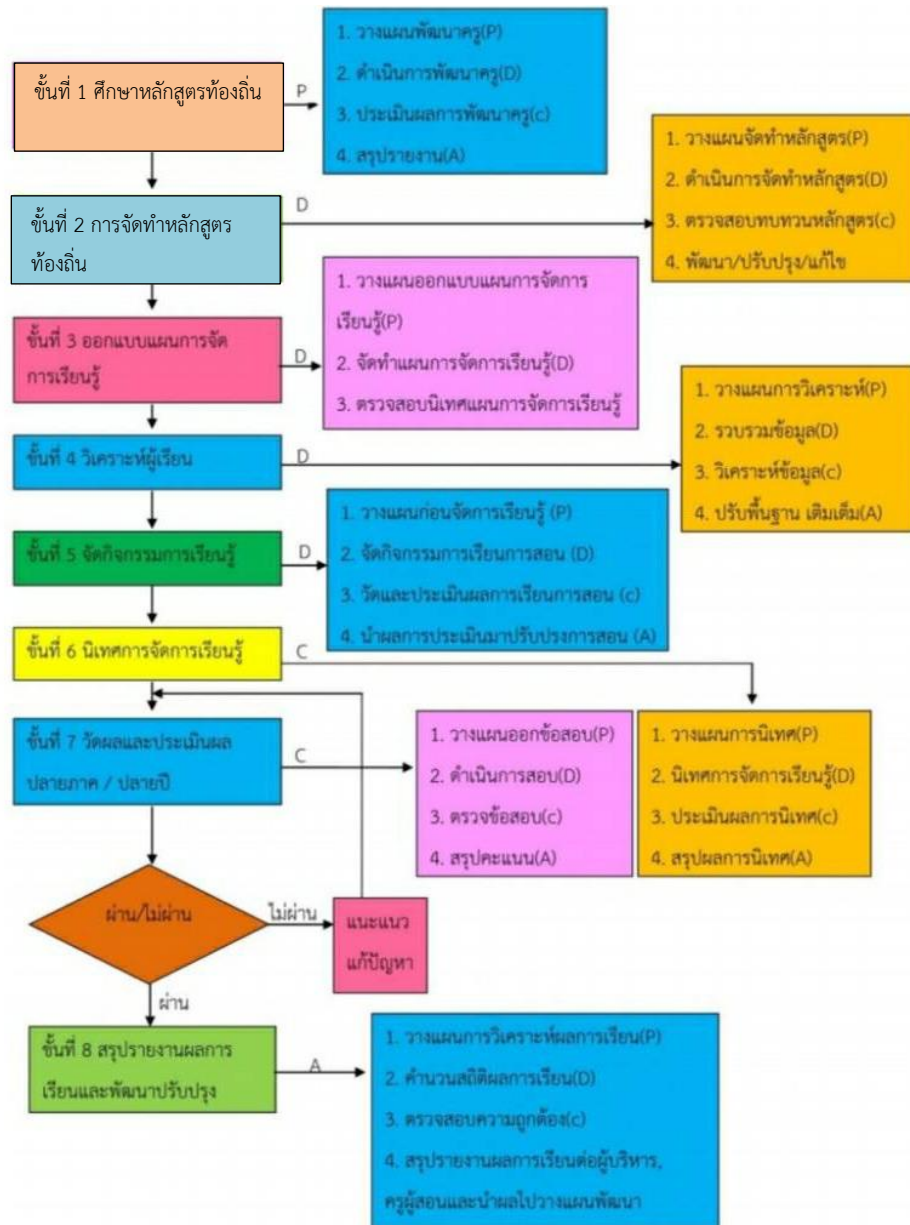 ขั้นที่ 1 ศึกษาหลักสูตรท้องถิ่น
P
1. วางแผนพัฒนาครู(P)
2. ดำเนินการพัฒนาครู(D)
3. ประเมินผลการพัฒนาครู(c)
4. สรุปรายงาน(A)
ขั้นที่ 2 การจัดทำหลักสูตร
ท้องถิ่น
D
1. วางแผนจัดทำหลักสูตร(P)
2. ดำเนินการจัดทำหลักสูตร(D)
3. ตรวจสอบทบทวนหลักสูตร(c)
4. พัฒนา/ปรับปรุง/แก้ไข
ขั้นที่ 3 ออกแบบแผนการจัด
การเรียนรู้
D
1. วางแผนออกแบบแผนการจัดการ
เรียนรู้(P)
2. จัดทำแผนการจัดการเรียนรู้(D)
3. ตรวจสอบนิเทศแผนการจัดการเรียนรู้
ขั้นที่ 4 วิเคราะห์ผู้เรียน
D
1. วางแผนการวิเคราะห์(P)
2. รวบรวมข้อมูล(D)
3. วิเคราะห์ข้อมูล(c)
4. ปรับพื้นฐาน เติมเต็ม(A)
ขั้นที่ 5 จัดกิจกรรมการเรียนรู้
D
1. วางแผนก่อนจัดการเรียนรู้ (P)
2. จัดกิจกรรมการเรียนการสอน (D)
3. วัดและประเมินผลการเรียนการสอน (c)
4. นำผลการประเมินมาปรับปรุงการสอน (A)
ขั้นที่ 6 นิเทศการจัดการเรียนรู้
C
1. วางแผนการนิเทศ(P)
2. นิเทศการจัดการเรียนรู้(D)
3. ประเมินผลการนิเทศ(c)
4. สรุปผลการนิเทศ(A)
ขั้นที่ 7 วัดผลและประเมินผล
ปลายภาค / ปลายปี
C
1. วางแผนออกข้อสอบ(P)
2. ดำเนินการสอบ(D)
3. ตรวจข้อสอบ(c)
4. สรุปคะแนน(A)
ผ่าน/ไม่ผ่าน
ไม่ผ่าน
แนะแนว
แก้ปัญหา
ผ่าน
ขั้นที่ 8 สรุปรายงานผลการ
เรียนและพัฒนาปรับปรุง
A
1. วางแผนการวิเคราะห์ผลการเรียน(P)
2. คำนวนสถิติผลการเรียน(D)
3. ตรวจสอบความถูกต้อง(c)
4. สรุปรายงานผลการเรียนต่อผู้บริหาร,
ครูผู้สอนและนำผลไปวางแผนพัฒนา